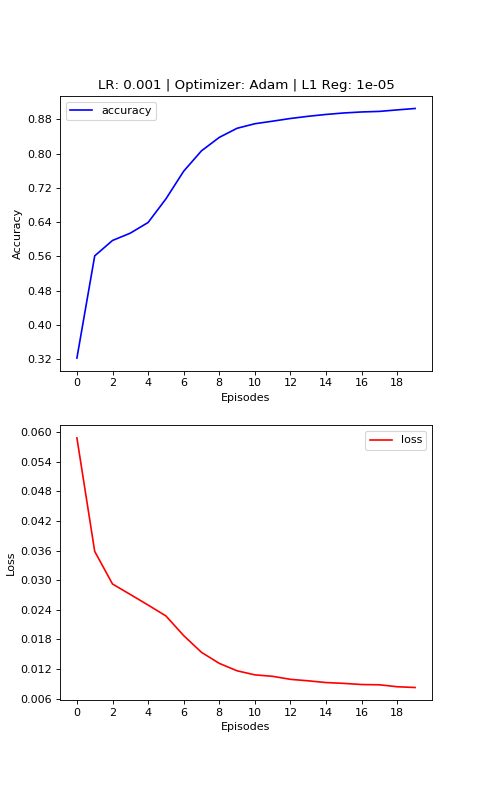 LR: 0.001 | Optimizer: Adam | L1 Reg: 1e-05
accuracy
0.88
0.80
0.72
0.64
0.56
0.48
0.40
0.32
Accuracy
0 2 4 6 8 10 12 14 16 18
Episodes
loss
0.060
0.054
0.048
0.042
0.036
0.030
0.024
0.018
0.012
0.006
Loss
0 2 4 6 8 10 12 14 16 18
Episodes